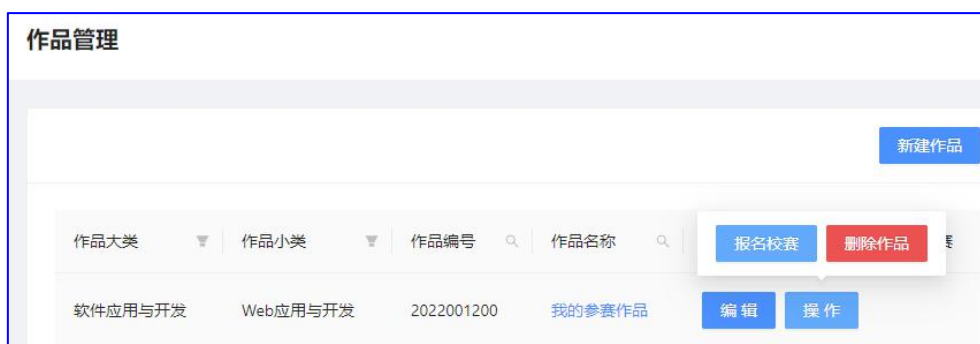 作品管理
新建作品
作品大类 作品小类 作品编号 作品名称 报名校赛 删除作品 赛
软件应用与开发 Web应用与开发 2022001200 我的参赛作品 编辑 操作